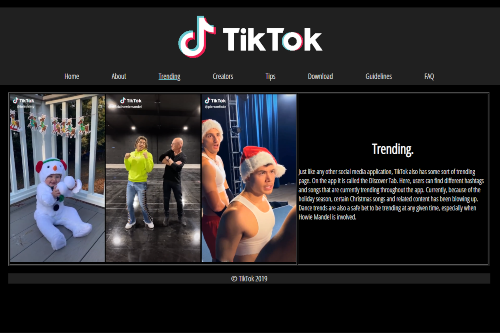 TikTok
Home About Trending Creators Tips Download Guidelines FAQ
TikTok
TikTok
TikTok
Trending.
Just like any other social media application, TikTok also has some sort of trending
page. On the app it is called the Discover Tab. Here, users can find different hashtags
and songs that are currently trending throughout the app. Currently, because of the
holiday season, certain Christmas songs and related content has been blowing up.
Dance trends are also a safe bet to be trending at any given time, especially when
Howie Mandel is involved.
© TikTok 2019